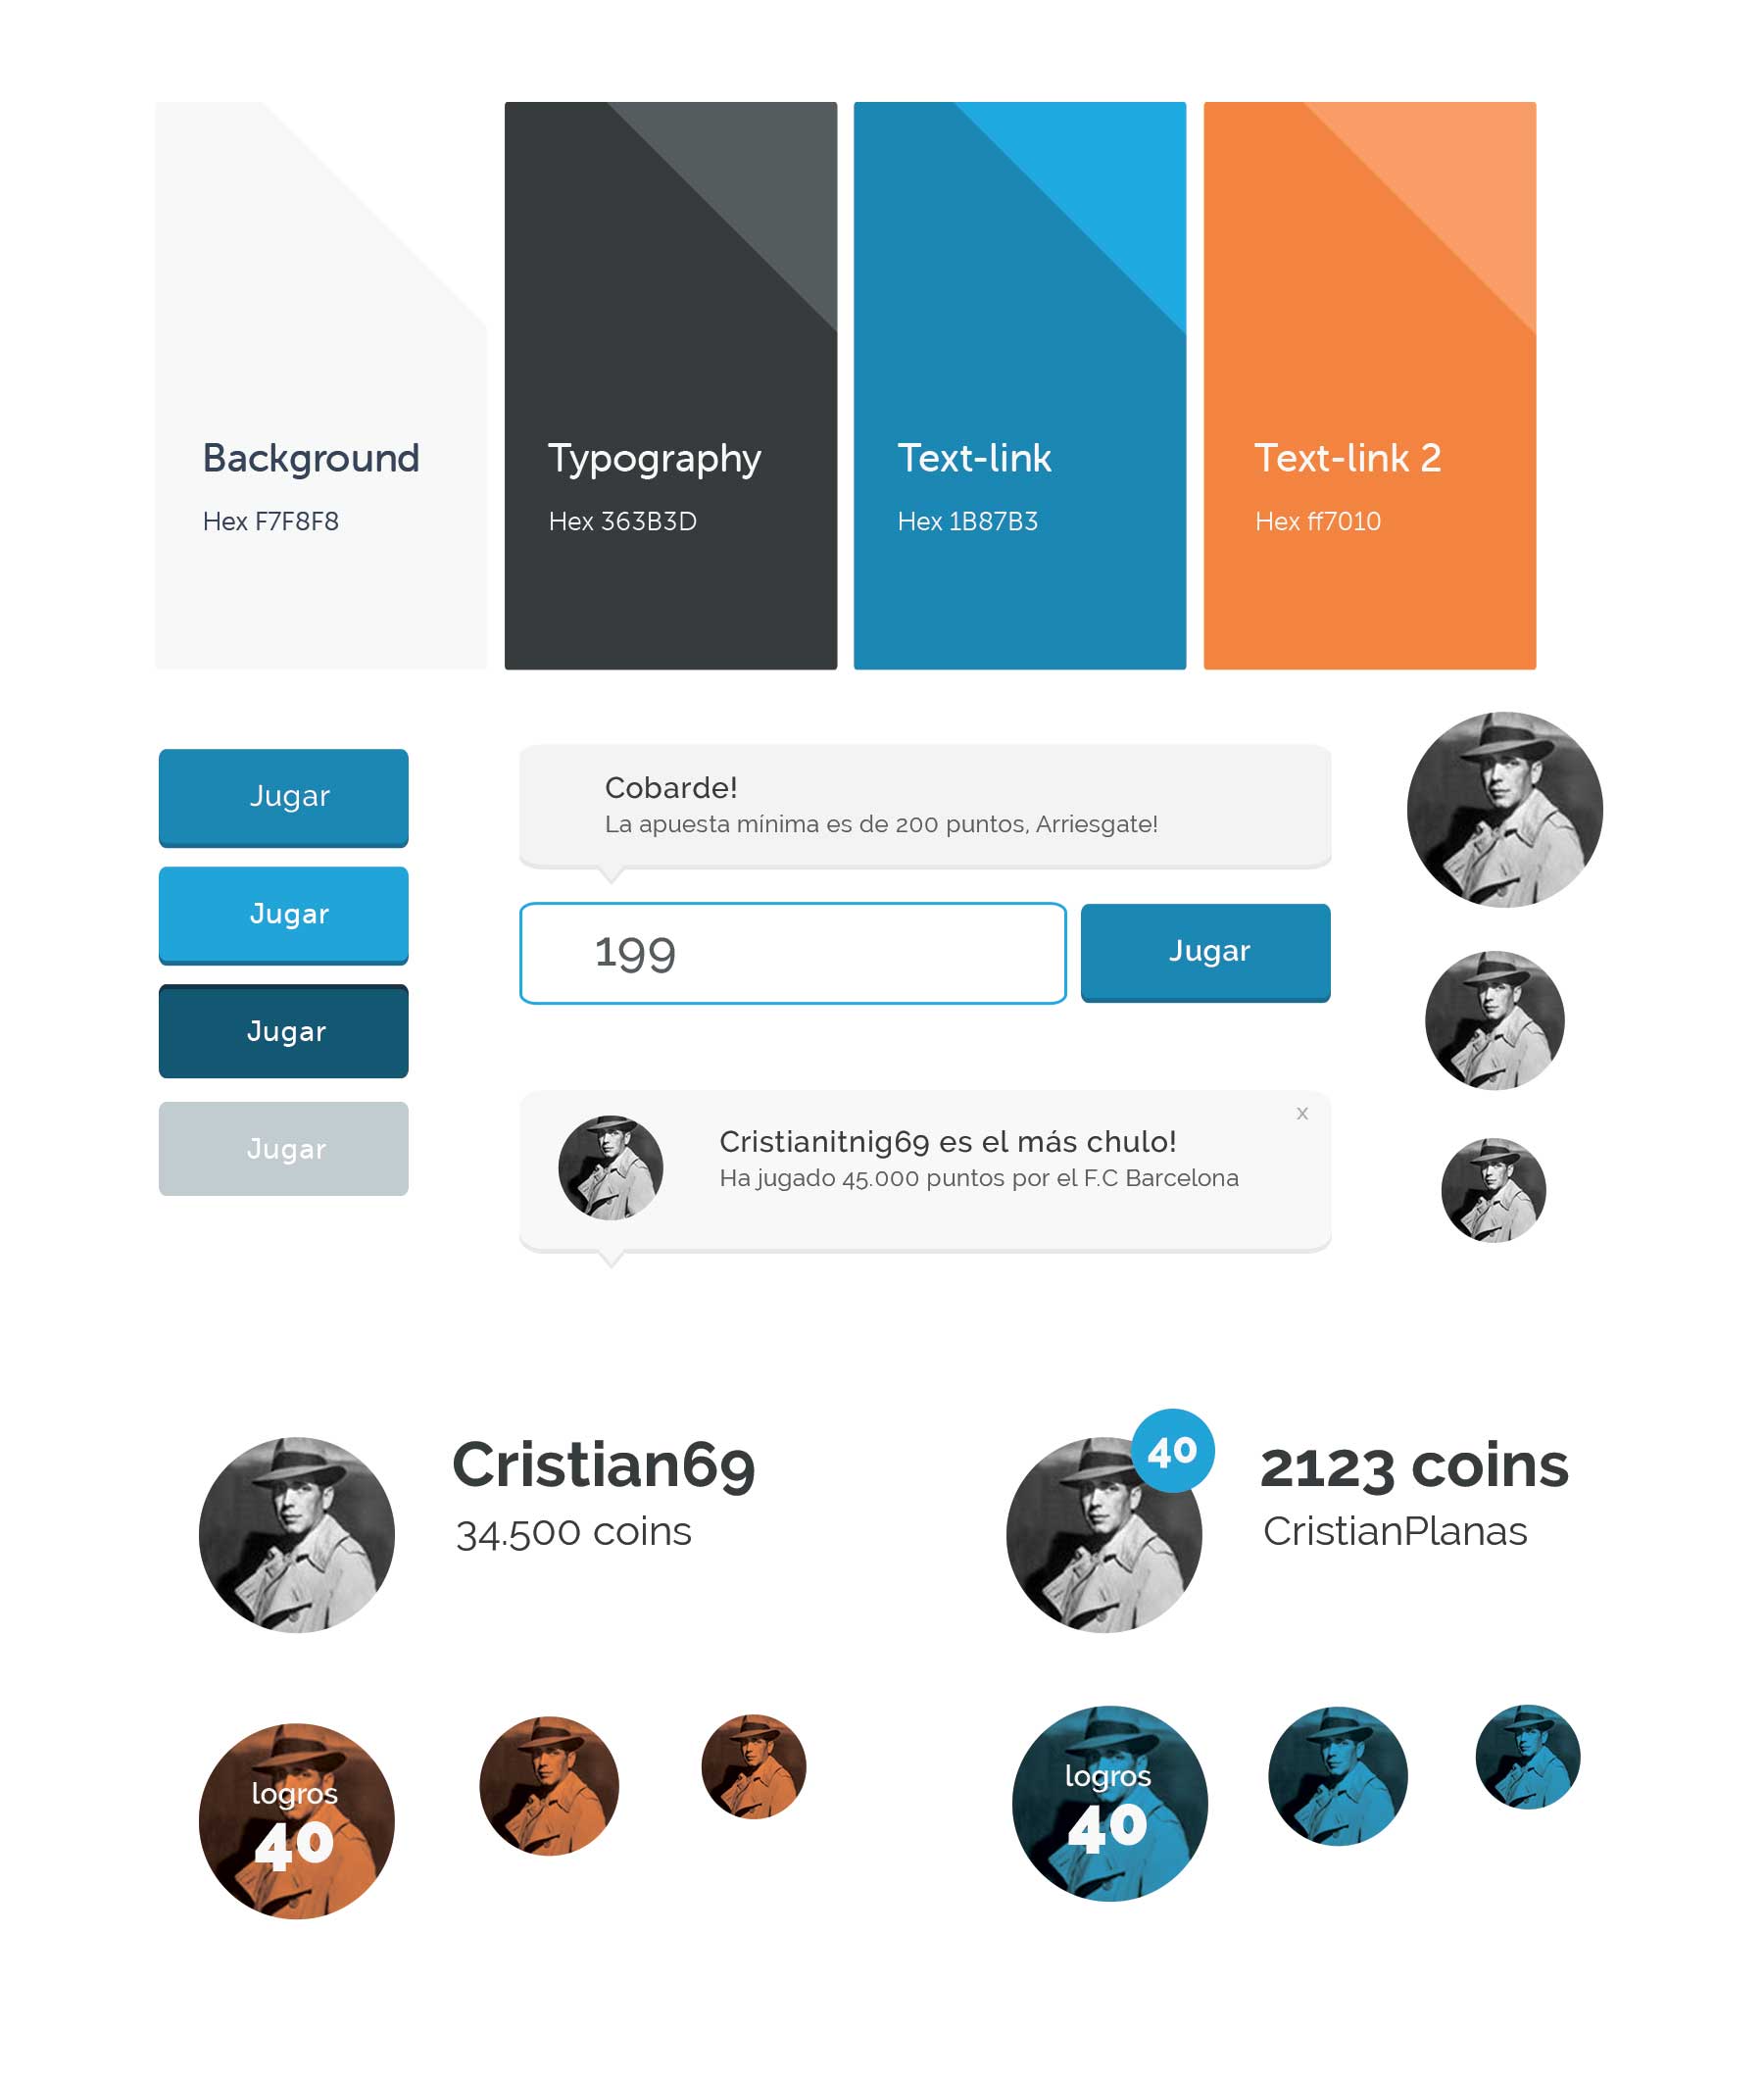 Background
Hex F7F8F8
Typography
Hex 363B3D
Text-link
Hex 1B87B3
Text-link 2
Hex ff7010
Jugar
Jugar
Jugar
Jugar
Cobarde!
La apuesta mínima es de 200 puntos, Arriesgate!
199
Jugar
x
Cristianitnig69 es el más chulo!
Ha jugado 45.000 puntos por el F.C Barcelona
Cristian69
34.500 coins
40
2123 coins
CristianPlanas
logros
40
logros
40